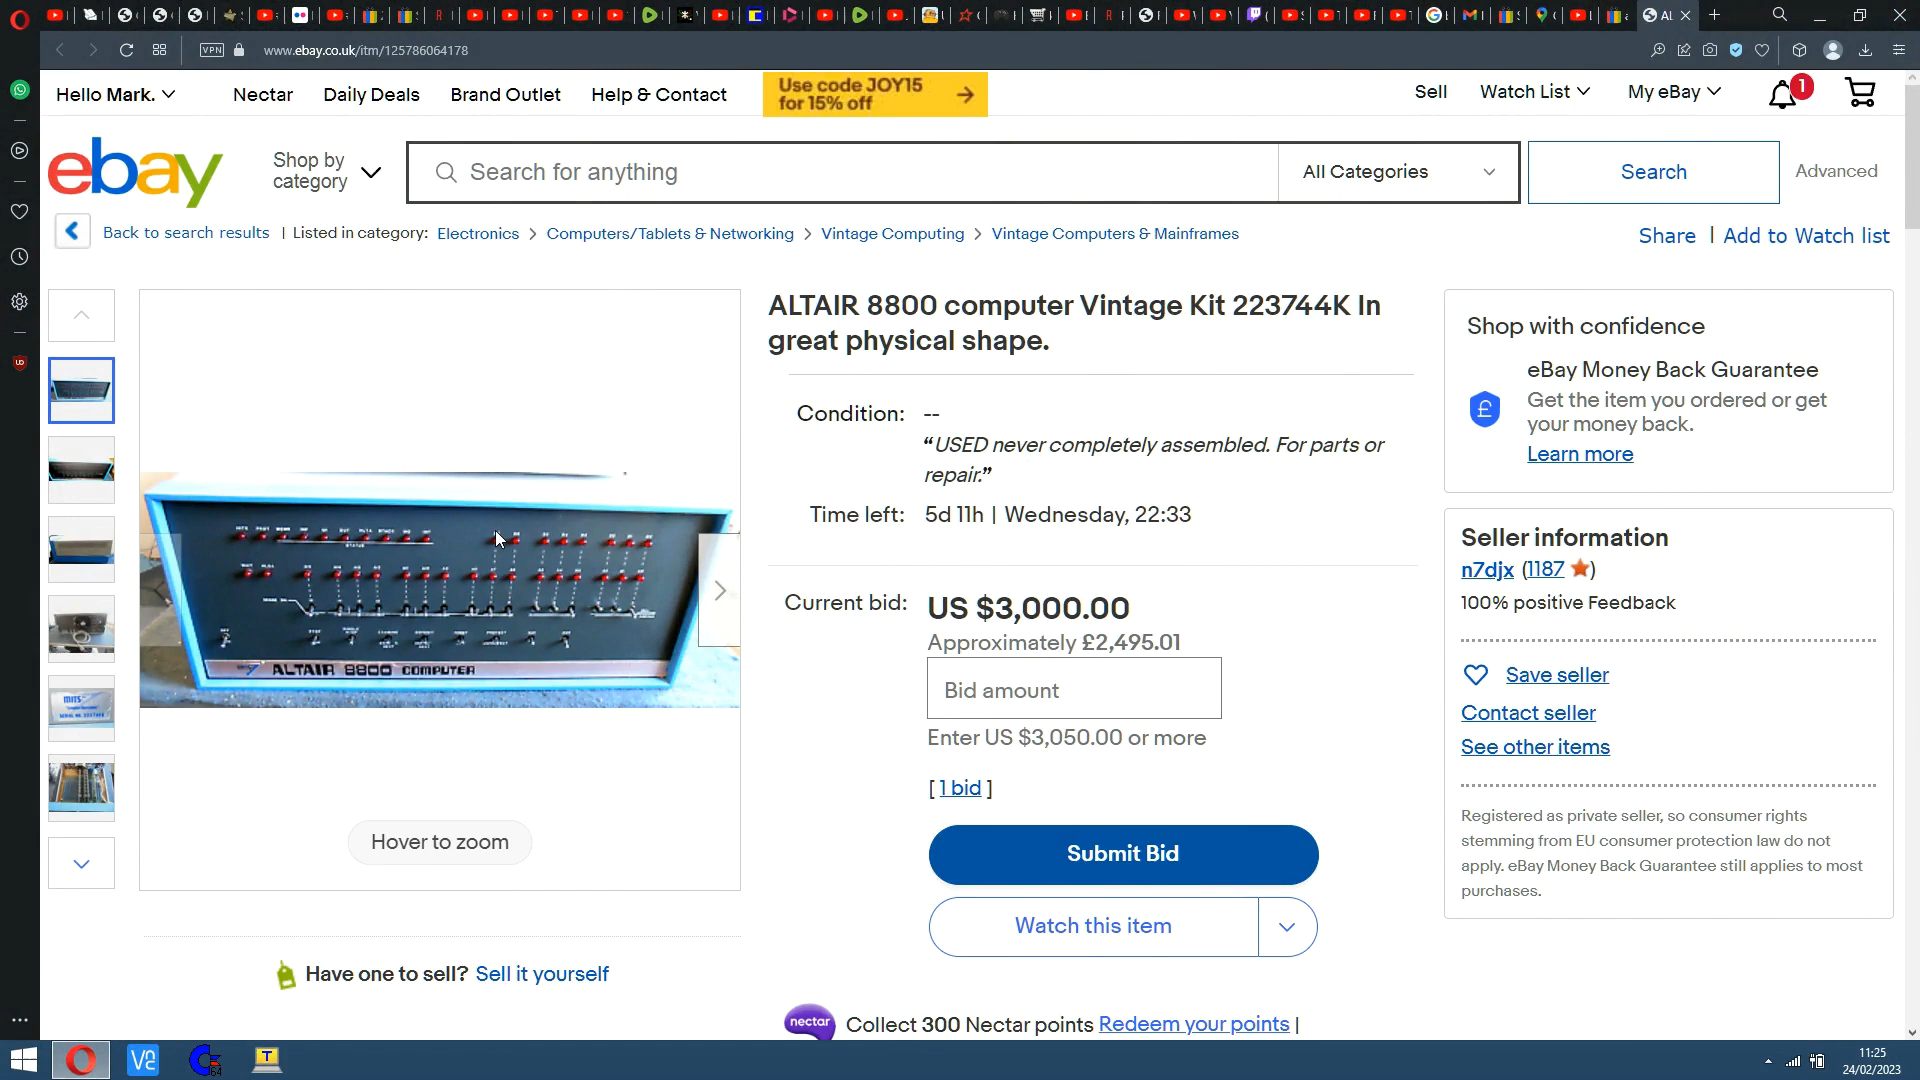 VPN
www.ebay.co.uk/itm/125786064178
Hello Mark.
Nectar
Daily Deals
Brand Outlet
Help & Contact
Use code JOY15
for 15% off
Sell
Watch List
My eBay
1
ebay
Shop by
category
Search for anything
All Categories
Search
Advanced
Back to search results | Listed in category: Electronics > Computers/Tablets & Networking > Vintage Computing > Vintage Computers & Mainframes
Share | Add to Watch list
ALTAIR 8800 computer Vintage Kit 223744K In
great physical shape.
Condition: --
“USED never completely assembled. For parts or
repair.”
Time left: 5d 11h | Wednesday, 22:33
Current bid: US $3,000.00
Approximately £2,495.01
Bid amount
Enter US $3,050.00 or more
[ 1 bid ]
Submit Bid
Watch this item
Shop with confidence
eBay Money Back Guarantee
Get the item you ordered or get
your money back.
Learn more
Seller information
n7djx (1187)
100% positive Feedback
Save seller
Contact seller
See other items
Registered as private seller, so consumer rights
stemming from EU consumer protection law do not
apply. eBay Money Back Guarantee still applies to most
purchases.
STATUS
ALTAIR 8800 COMPUTER
mits
Hover to zoom
Have one to sell? Sell it yourself
nectar
Collect 300 Nectar points Redeem your points |
11:25
24/02/2023